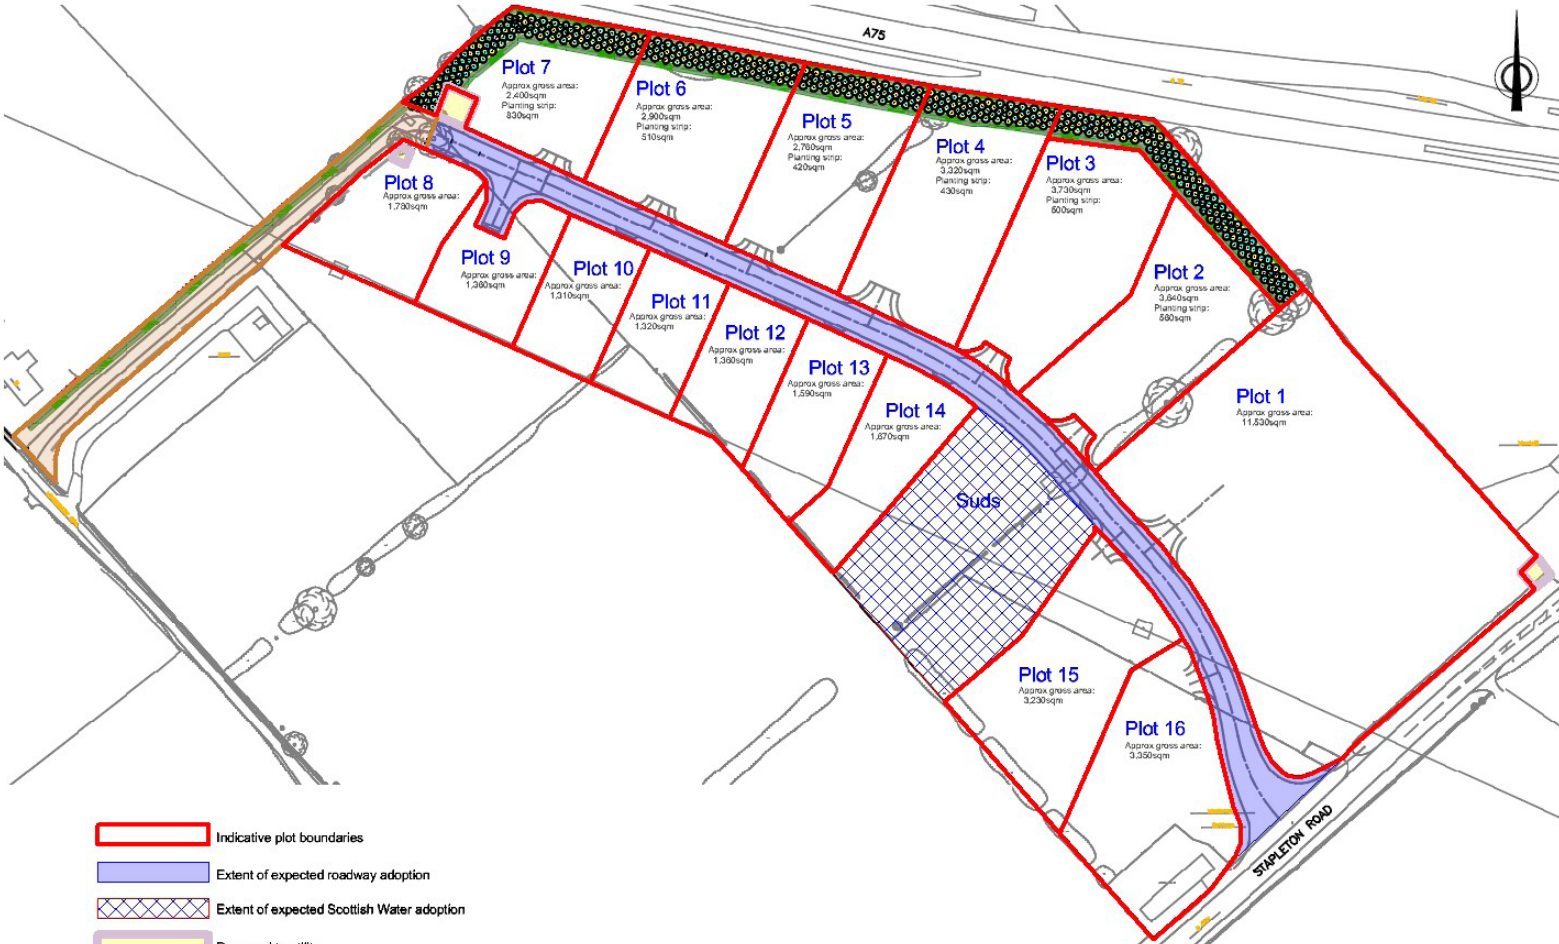 A75
Plot 7
Approx gross area:
2,400sqm
Planting strip:
830sqm
Plot 6
Approx gross area:
2,900sqm
Planting strip:
510sqm
Plot 5
Approx gross area:
2,760sqm
Planting strip:
420sqm
Plot 4
Approx gross area:
3,320sqm
Planting strip:
430sqm
Plot 3
Approx gross area:
3,730sqm
Planting strip:
500sqm
Plot 8
Approx gross area:
1,780sqm
Plot 9
Approx gross area:
1,360sqm
Plot 10
Approx gross area:
1,310sqm
Plot 2
Approx gross area:
3,640sqm
Planting strip:
560sqm
Plot 11
Approx gross area:
1,320sqm
Plot 12
Approx gross area:
1,360sqm
Plot 13
Approx gross area:
1,590sqm
Plot 14
Approx gross area:
1,670sqm
Plot 1
Approx gross area:
11,530sqm
Suds
Plot 15
Approx gross area:
3,230sqm
Plot 16
Approx gross area:
3,350sqm
STAPLETON ROAD
Indicative plot boundaries
Extent of expected roadway adoption
Extent of expected Scottish Water adoption